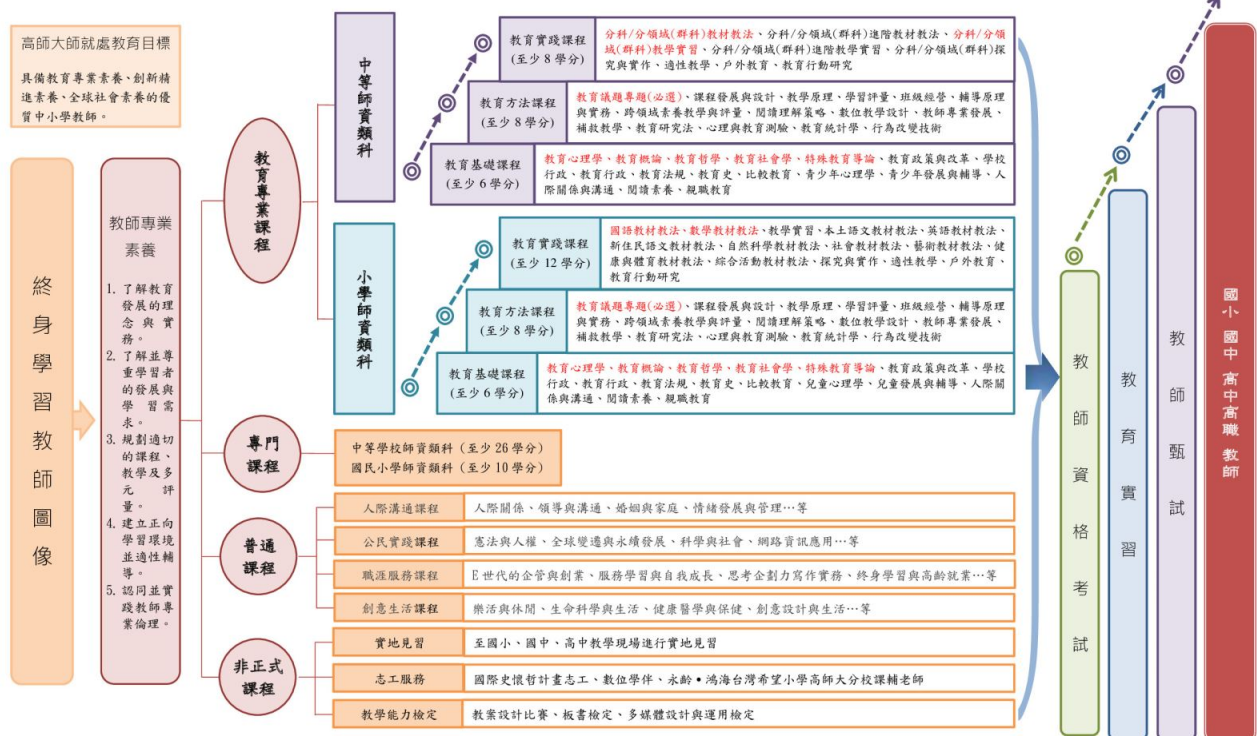 高師大師就處教育目標
具備教育專業素養、創新精
進素養、全球社會素養的優
質中小學教師。
終身學習教師圖像
教師專業
素養
1. 了解教育
發展的理
念與實
務。
2. 了解並尊
重學習者
的發展與
學習需
求。
3. 規劃適切
的課程、
教學及多
元評
量。
4. 建立正向
學習環境
並適性輔
導。
5. 認同並實
踐教師專
業倫理。
教育專業課程
中等師資類科
教育實踐課程
(至少 8 學分)
分科/分領域(群科)教材教法、分科/分領域(群科)進階教材教法、分科/分領
域(群科)教學實習、分科/分領域(群科)進階教學實習、分科/分領域(群科)探
究與實作、適性教學、戶外教育、教育行動研究
教育方法課程
(至少 8 學分)
教育議題專題(必選)、課程發展與設計、教學原理、學習評量、班級經營、輔導原理
與實務、跨領域素養教學與評量、閱讀理解策略、數位教學設計、教師專業發展、
補救教學、教育研究法、心理與教育測驗、教育統計學、行為改變技術
教育基礎課程
(至少 6 學分)
教育心理學、教育概論、教育哲學、教育社會學、特殊教育導論、教育政策與改革、學校
行政、教育行政、教育法規、教育史、比較教育、青少年心理學、青少年發展與輔導、人
際關係與溝通、閱讀素養、親職教育
小學師資類科
教育實踐課程
(至少 12 學分)
國語教材教法、數學教材教法、教學實習、本土語文教材教法、英語教材教法、
新住民語文教材教法、自然科學教材教法、社會教材教法、藝術教材教法、健
康與體育教材教法、綜合活動教材教法、探究與實作、適性教學、戶外教育、
教育行動研究
教育方法課程
(至少 8 學分)
教育議題專題(必選)、課程發展與設計、教學原理、學習評量、班級經營、輔導原理
與實務、跨領域素養教學與評量、閱讀理解策略、數位教學設計、教師專業發展、
補救教學、教育研究法、心理與教育測驗、教育統計學、行為改變技術
教育基礎課程
(至少 6 學分)
教育心理學、教育概論、教育哲學、教育社會學、特殊教育導論、教育政策與改革、學校
行政、教育行政、教育法規、教育史、比較教育、兒童心理學、兒童發展與輔導、人際關
係與溝通、閱讀素養、親職教育
專門
課程
中等學校師資類科 (至少 26 學分)
國民小學師資類科 (至少 10 學分)
普通
課程
人際溝通課程
人際關係、領導與溝通、婚姻與家庭、情緒發展與管理…等
公民實踐課程
憲法與人權、全球變遷與永續發展、科學與社會、網路資訊應用…等
職涯服務課程
E 世代的企管與創業、服務學習與自我成長、思考企劃力寫作實務、終身學習與高齡就業…等
創意生活課程
樂活與休閒、生命科學與生活、健康醫學與保健、創意設計與生活…等
非正式
課程
實地見習
至國小、國中、高中教學現場進行實地見習
志工服務
國際史懷哲計畫志工、數位學伴、永齡•鴻海台灣希望小學高師大分校課輔老師
教學能力檢定
教案設計比賽、板書檢定、多媒體設計與運用檢定
教師資格考試
教育實習
教師甄試
國小 國中 高中高職 教師